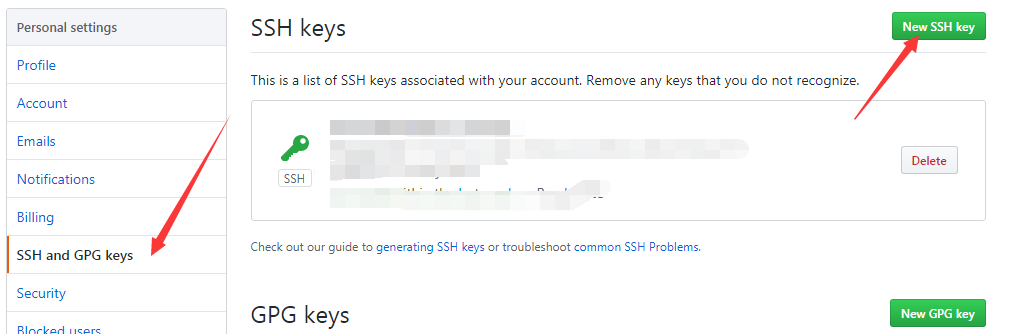 Personal settings
Profile
Account
Emails
Notifications
Billing
SSH and GPG keys
Security
Blocked users
SSH keys
New SSH key
This is a list of SSH keys associated with your account. Remove any keys that you do not recognize.
SSH
Delete
Check out our guide to generating SSH keys or troubleshoot common SSH Problems.
GPG keys
New GPG key